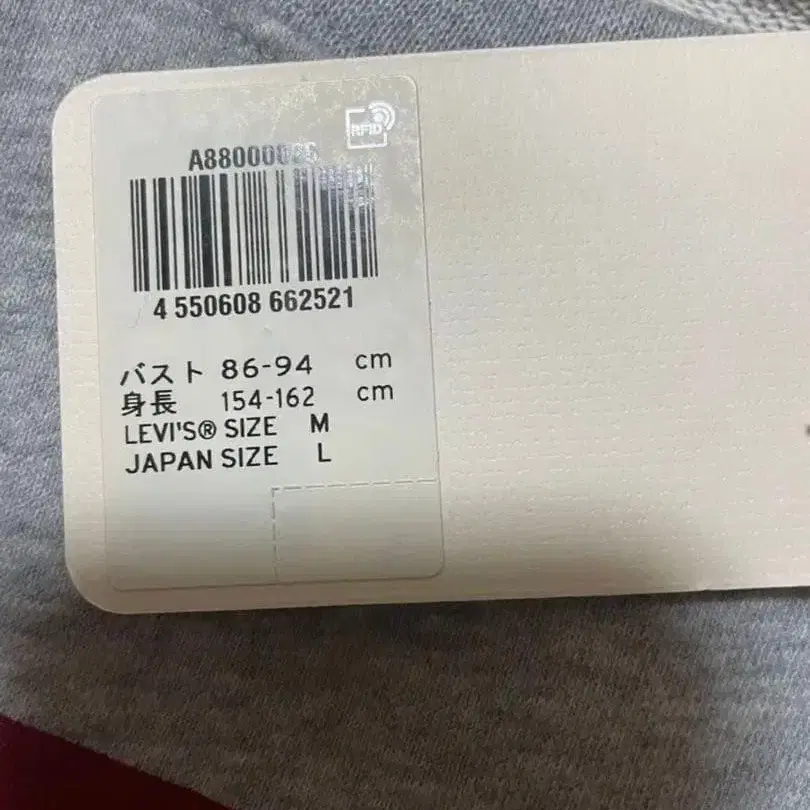 RFID
4 550608 662521
バスト 86-94 cm
身長 154-162 cm
LEVI'S® SIZE M
JAPAN SIZE L